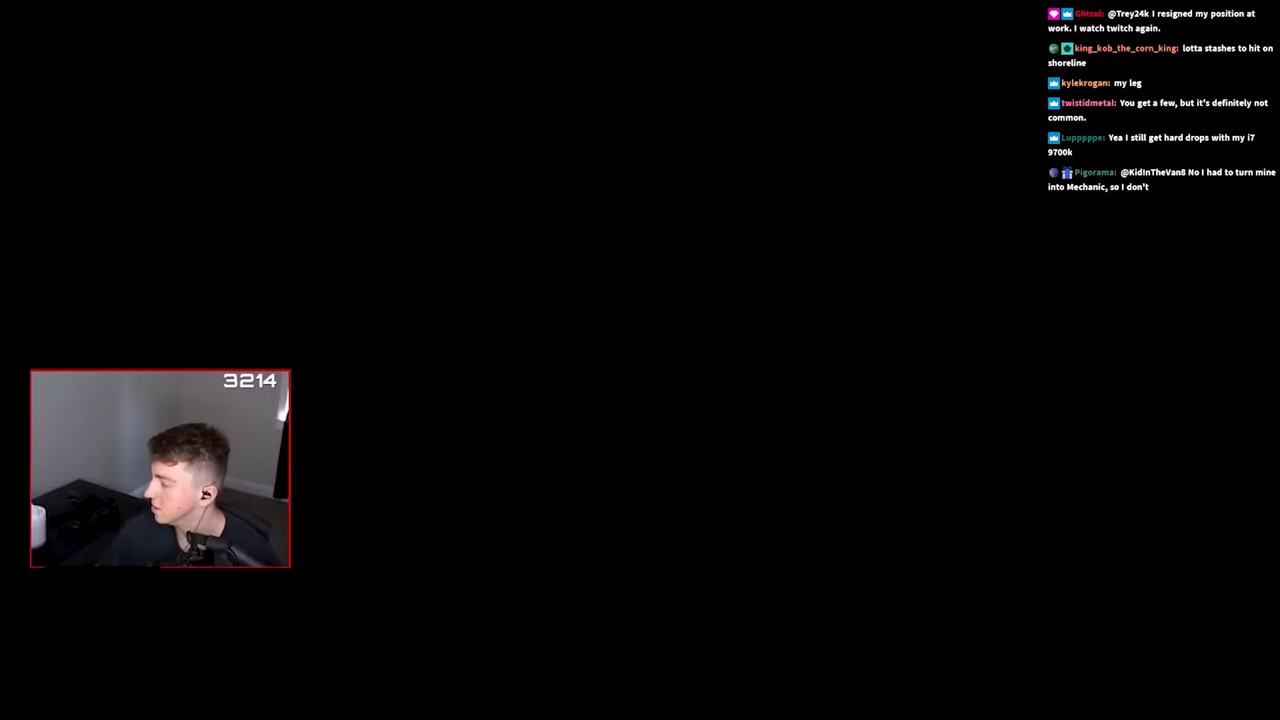 Ghtsul: @Trey24k I resigned my position at
work. I watch twitch again.
king_kob_the_corn_king: lotta stashes to hit on
shoreline
kylekrogan: my leg
twistidmetal: You get a few, but it's definitely not
common.
Lupppppe: Yea I still get hard drops with my i7
9700k
Pigorama: @KidInTheVan8 No I had to turn mine
into Mechanic, so I don't
3214